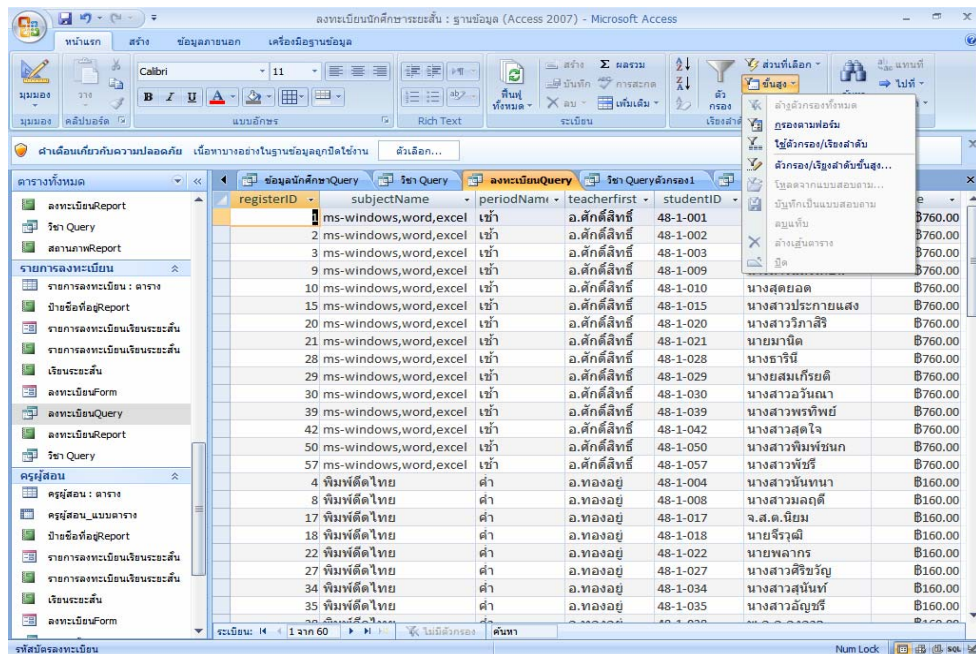 ลงทะเบียนนักศึกษาระยะสั้น : ฐานข้อมูล (Access 2007) - Microsoft Access
หน้าแรก สร้าง ข้อมูลภายนอก เครื่องมือฐานข้อมูล
Calibri 11 สร้าง Σ ผลรวม ส่วนที่เลือก แทนที่
มุมมอง วาง พื้นฟู ทั้งหมด บันทึก การสะกด ตัวกรอง ขั้นสูง ไปที่
B I U ลบ เพิ่มเติม
มุมมอง คลิปบอร์ด แบบอักษร Rich Text ระเบียน
ล้างตัวกรองทั้งหมด
กรองตามฟอร์ม
ใช้ตัวกรอง/เรียงลำดับ
ตัวกรอง/เรียงลำดับขั้นสูง...
โหลดจากแบบสอบถาม...
บันทึกเป็นแบบสอบถาม
ลบแท็บ
ล้างเส้นตาราง
ปิด
คำเตือนเกี่ยวกับความปลอดภัย เนื้อหาบางอย่างในฐานข้อมูลถูกปิดใช้งาน ตัวเลือก...
ตารางทั้งหมด
ลงทะเบียนReport
วิชา Query
สถานภาพReport
รายการลงทะเบียน
รายการลงทะเบียน : ตาราง
ป้ายชื่อที่อยู่Report
รายการลงทะเบียนเรียนระยะสั้น
รายการลงทะเบียนเรียนระยะสั้น
เรียนระยะสั้น
ลงทะเบียนForm
ลงทะเบียนQuery
ลงทะเบียนReport
วิชา Query
ครูผู้สอน
ครูผู้สอน : ตาราง
ครูผู้สอน_แบบตาราง
ป้ายชื่อที่อยู่Report
รายการลงทะเบียนเรียนระยะสั้น
รายการลงทะเบียนเรียนระยะสั้น
เรียนระยะสั้น
ลงทะเบียนForm
ข้อมูลนักศึกษาQuery วิชา Query ลงทะเบียนQuery วิชา Queryตัวกรอง1
registerID subjectName periodName teacherfirst studentID e
1 ms-windows,word,excel เช้า อ.ศักดิ์สิทธิ์ 48-1-001 ฿760.00
2 ms-windows,word,excel เช้า อ.ศักดิ์สิทธิ์ 48-1-002 ฿760.00
3 ms-windows,word,excel เช้า อ.ศักดิ์สิทธิ์ 48-1-003 ฿760.00
9 ms-windows,word,excel เช้า อ.ศักดิ์สิทธิ์ 48-1-009 ฿760.00
10 ms-windows,word,excel เช้า อ.ศักดิ์สิทธิ์ 48-1-010 นางสุดยอด ฿760.00
15 ms-windows,word,excel เช้า อ.ศักดิ์สิทธิ์ 48-1-015 นางสาวประกายแสง ฿760.00
20 ms-windows,word,excel เช้า อ.ศักดิ์สิทธิ์ 48-1-020 นางสาววิภาสิริ ฿760.00
21 ms-windows,word,excel เช้า อ.ศักดิ์สิทธิ์ 48-1-021 นายมานิต ฿760.00
28 ms-windows,word,excel เช้า อ.ศักดิ์สิทธิ์ 48-1-028 นางธารินี ฿760.00
29 ms-windows,word,excel เช้า อ.ศักดิ์สิทธิ์ 48-1-029 นางยสมเกียรติ ฿760.00
30 ms-windows,word,excel เช้า อ.ศักดิ์สิทธิ์ 48-1-030 นางสาวอวันณา ฿760.00
39 ms-windows,word,excel เช้า อ.ศักดิ์สิทธิ์ 48-1-039 นางสาวพรทิพย์ ฿760.00
42 ms-windows,word,excel เช้า อ.ศักดิ์สิทธิ์ 48-1-042 นางสาวสุดใจ ฿760.00
50 ms-windows,word,excel เช้า อ.ศักดิ์สิทธิ์ 48-1-050 นางสาวพิมพ์ชนก ฿760.00
57 ms-windows,word,excel เช้า อ.ศักดิ์สิทธิ์ 48-1-057 นางสาวพัชรี ฿760.00
4 พิมพ์ดีดไทย ค่ำ อ.ทองอยู่ 48-1-004 นางสาวนันทนา ฿160.00
8 พิมพ์ดีดไทย ค่ำ อ.ทองอยู่ 48-1-008 นางสาวมลฤดี ฿160.00
17 พิมพ์ดีดไทย ค่ำ อ.ทองอยู่ 48-1-017 จ.ส.ต.นิยม ฿160.00
18 พิมพ์ดีดไทย ค่ำ อ.ทองอยู่ 48-1-018 นายจีรวุฒิ ฿160.00
22 พิมพ์ดีดไทย ค่ำ อ.ทองอยู่ 48-1-022 นายพลากร ฿160.00
27 พิมพ์ดีดไทย ค่ำ อ.ทองอยู่ 48-1-027 นางสาวศิริขวัญ ฿160.00
34 พิมพ์ดีดไทย ค่ำ อ.ทองอยู่ 48-1-034 นางสาวสุนันท์ ฿160.00
35 พิมพ์ดีดไทย ค่ำ อ.ทองอยู่ 48-1-035 นางสาวอัญชรี ฿160.00
ระเบียน: 1 จาก 60 ไม่มีตัวกรอง ค้นหา
รหัสบัตรลงทะเบียน Num Lock SQL